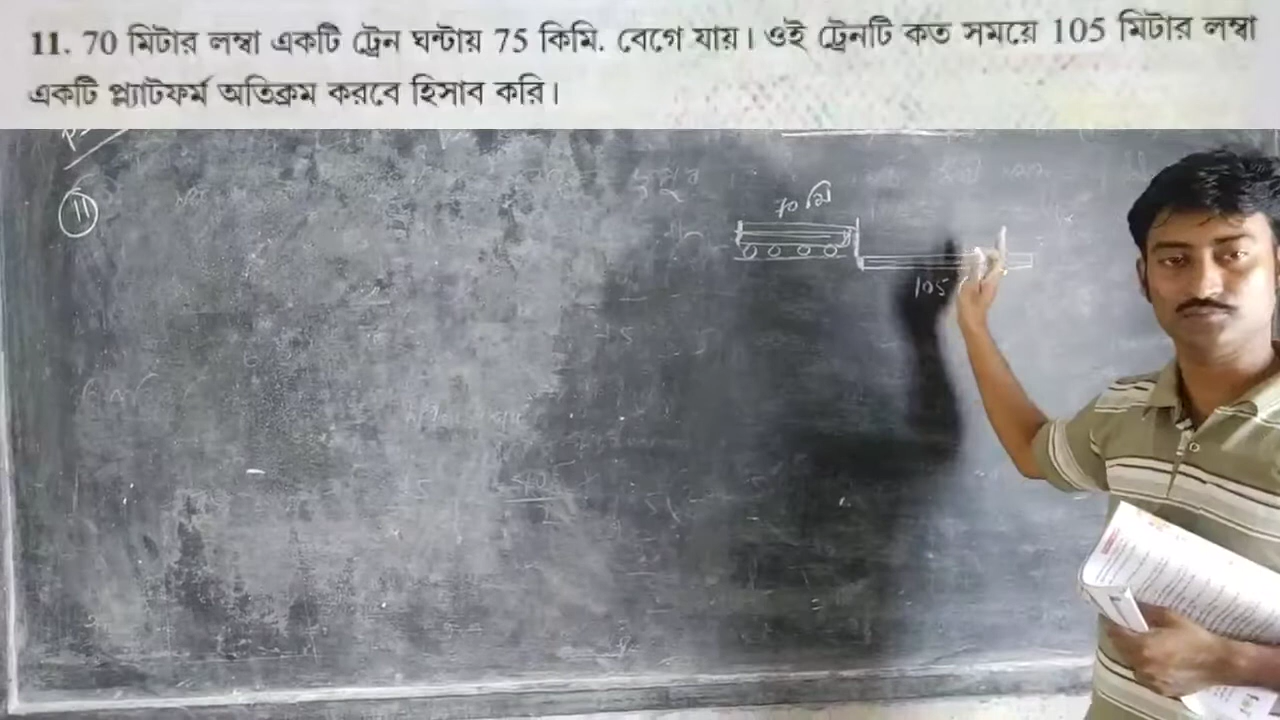 11. 70 মিটার লম্বা একটি ট্রেন ঘন্টায় 75 কিমি. বেগে যায়। ওই ট্রেনটি কত সময়ে 105 মিটার লম্বা
একটি প্ল্যাটফর্ম অতিক্রম করবে হিসাব করি।
11
70 মি
105